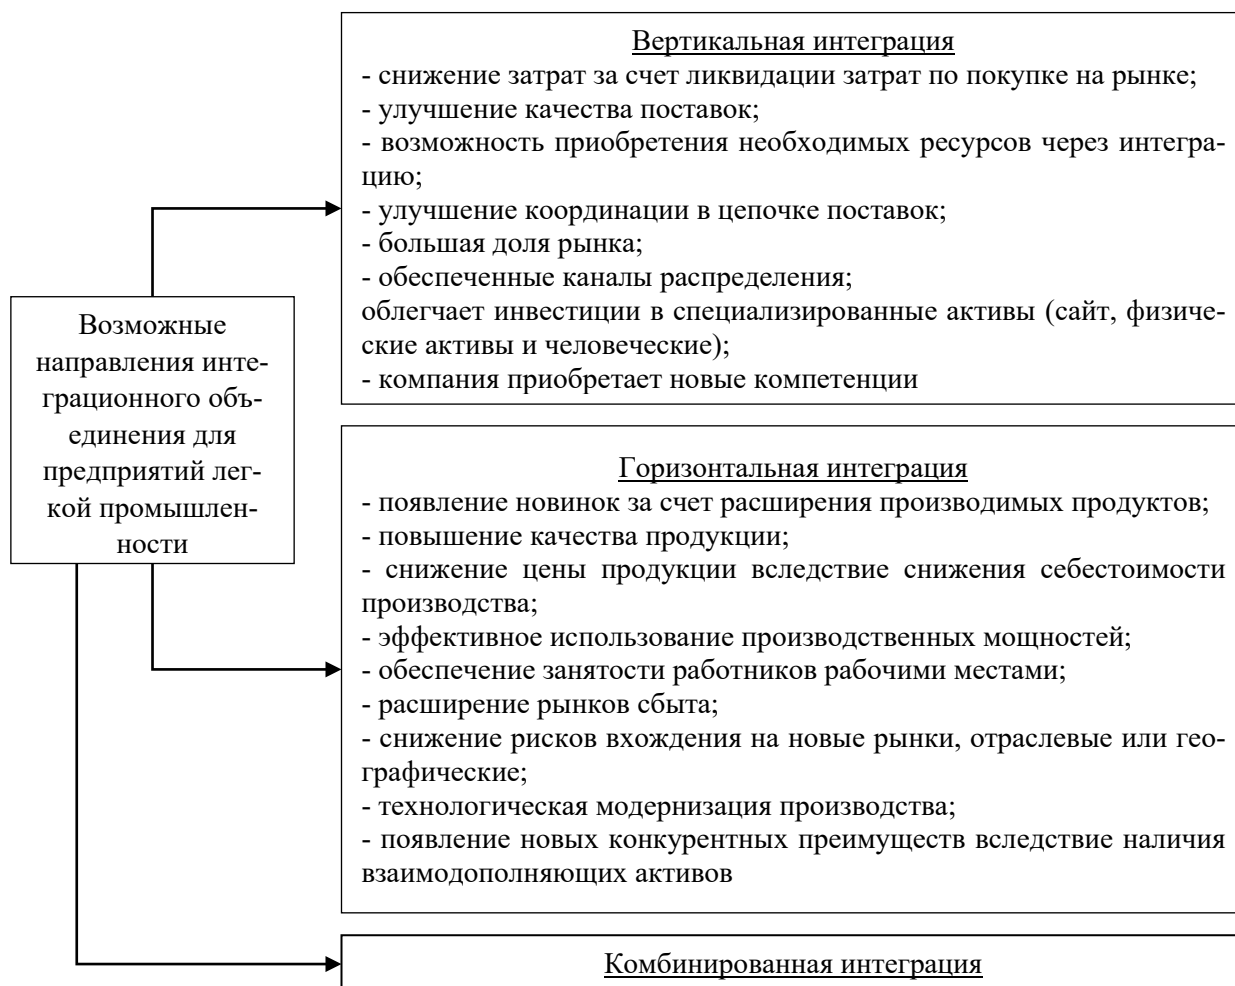 Вертикальная интеграция
- снижение затрат за счет ликвидации затрат по покупке на рынке;
- улучшение качества поставок;
- возможность приобретения необходимых ресурсов через интегра-
цию;
- улучшение координации в цепочке поставок;
- большая доля рынка;
- обеспеченные каналы распределения;
облегчает инвестиции в специализированные активы (сайт, физиче-
ские активы и человеческие);
- компания приобретает новые компетенции
Возможные
направления инте-
грационного объ-
единения для
предприятий лег-
кой промышлен-
ности
Горизонтальная интеграция
- появление новинок за счет расширения производимых продуктов;
- повышение качества продукции;
- снижение цены продукции вследствие снижения себестоимости
производства;
- эффективное использование производственных мощностей;
- обеспечение занятости работников рабочими местами;
- расширение рынков сбыта;
- снижение рисков вхождения на новые рынки, отраслевые или гео-
графические;
- технологическая модернизация производства;
- появление новых конкурентных преимуществ вследствие наличия
взаимодополняющих активов
Комбинированная интеграция